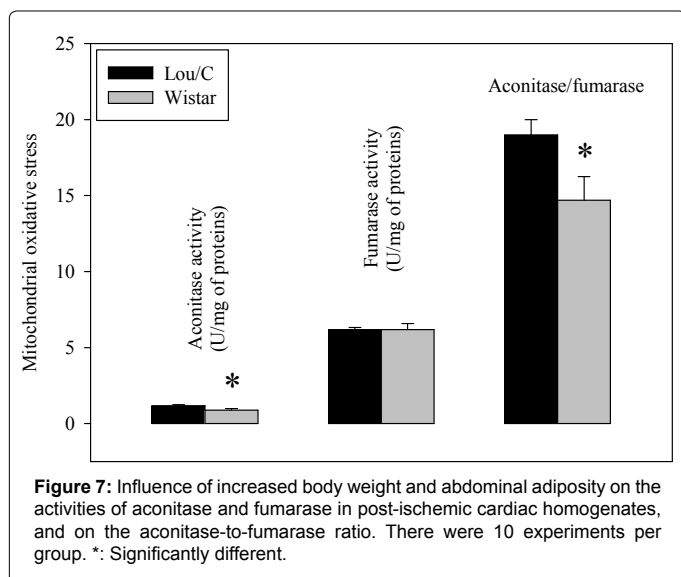 25
20
15
10
5
0
Mitochondrial oxidative stress
Lou/C
Wistar
Aconitase activity
(U/mg of proteins)
*
Fumarase activity
(U/mg of proteins)
Aconitase/fumarase
*
Figure 7: Influence of increased body weight and abdominal adiposity on the
activities of aconitase and fumarase in post-ischemic cardiac homogenates,
and on the aconitase-to-fumarase ratio. There were 10 experiments per
group. *: Significantly different.